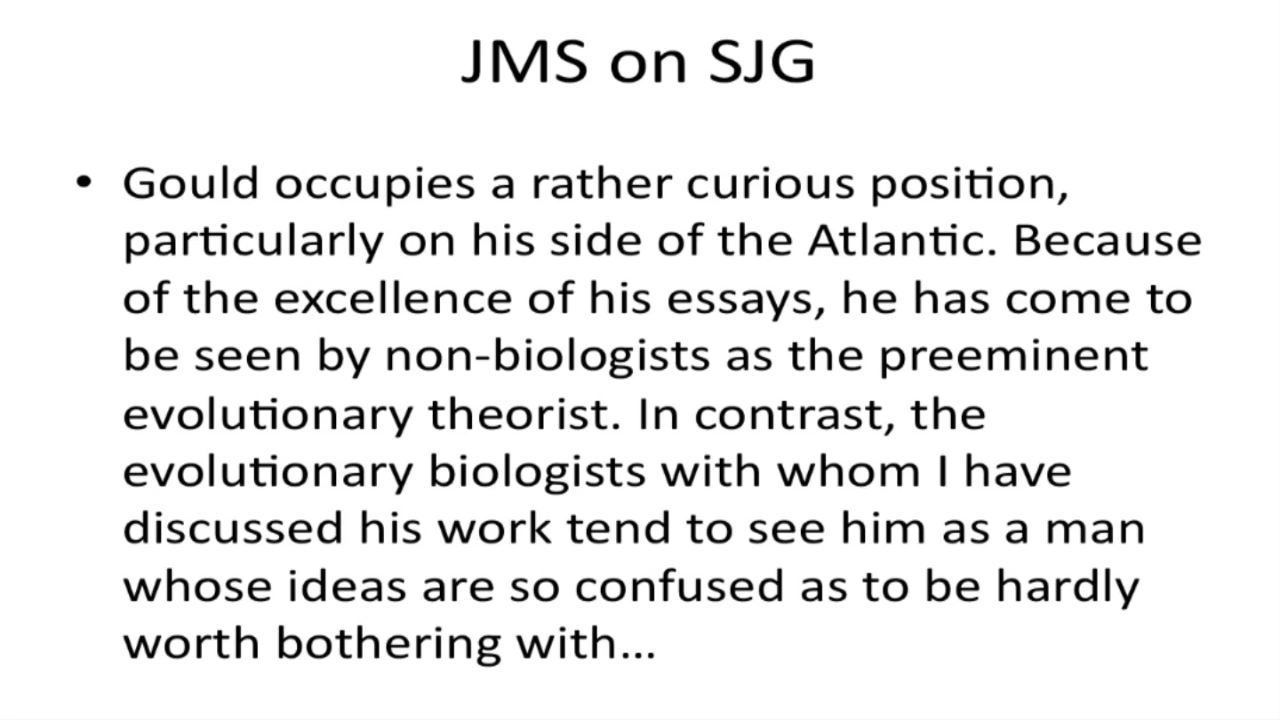 JMS on SJG
• Gould occupies a rather curious position,
particularly on his side of the Atlantic. Because
of the excellence of his essays, he has come to
be seen by non-biologists as the preeminent
evolutionary theorist. In contrast, the
evolutionary biologists with whom I have
discussed his work tend to see him as a man
whose ideas are so confused as to be hardly
worth bothering with...